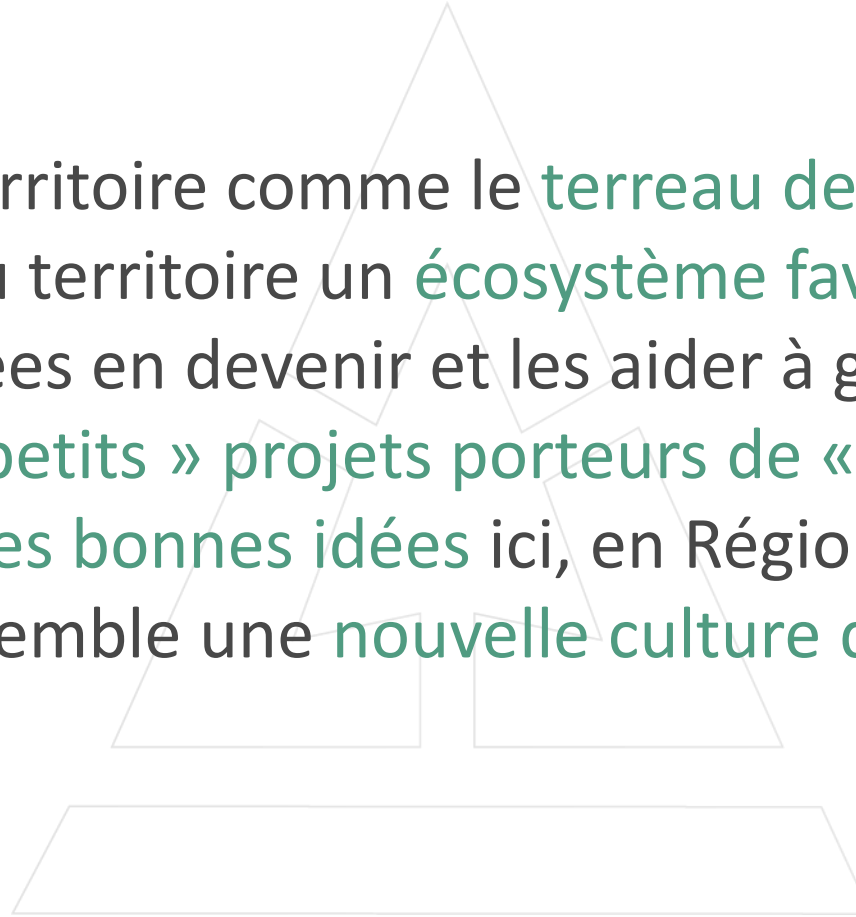 rritoire comme le terreau de
territoire un écosystème fav
es en devenir et les aider à g
petits » projets porteurs de «
es bonnes idées ici, en Régio
emble une nouvelle culture